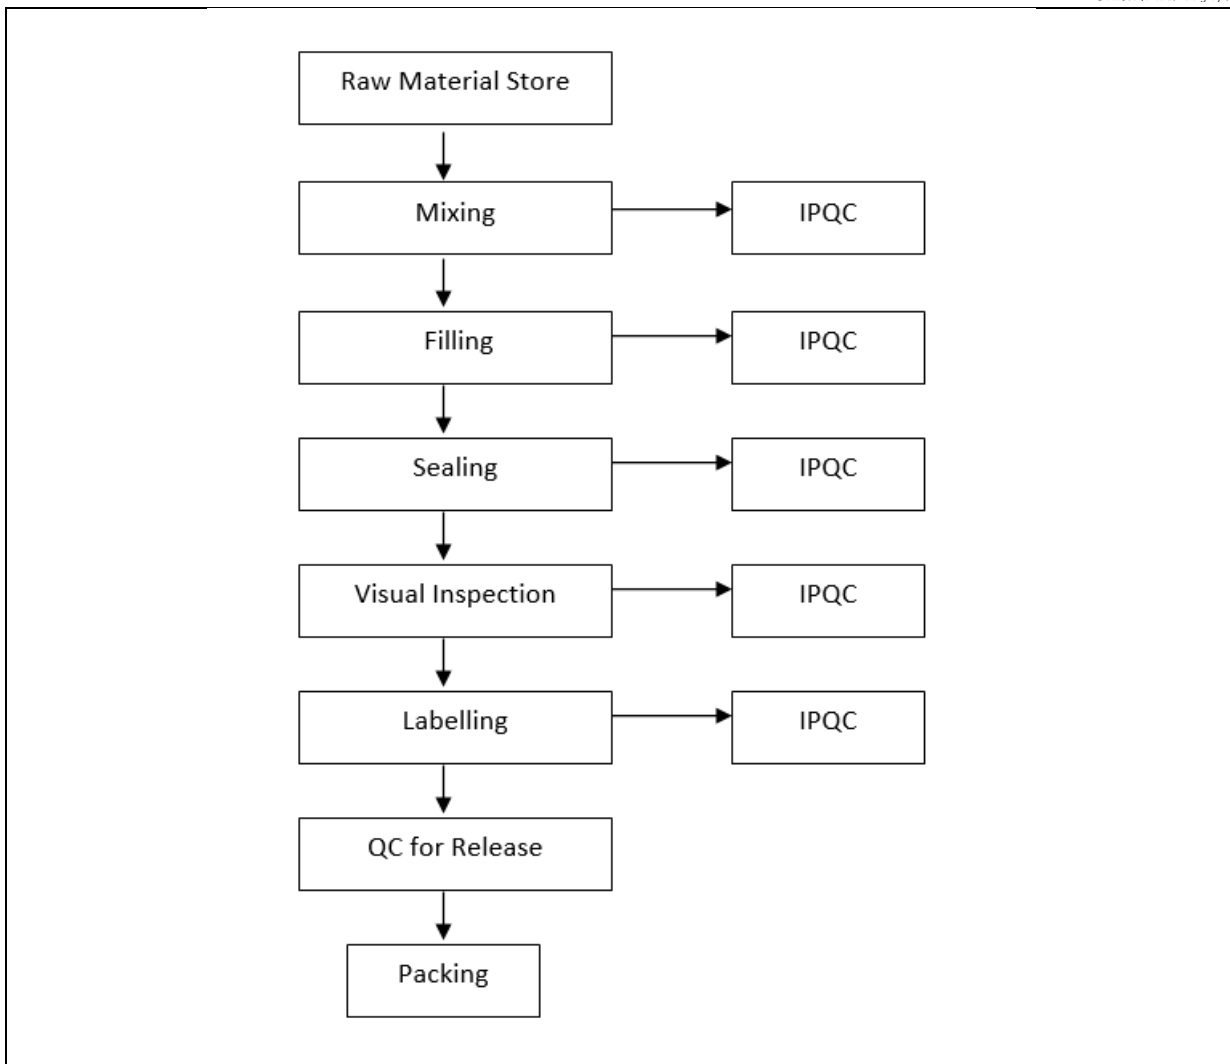 Raw Material Store
Mixing
IPQC
Filling
IPQC
Sealing
IPQC
Visual Inspection
IPQC
Labelling
IPQC
QC for Release
Packing